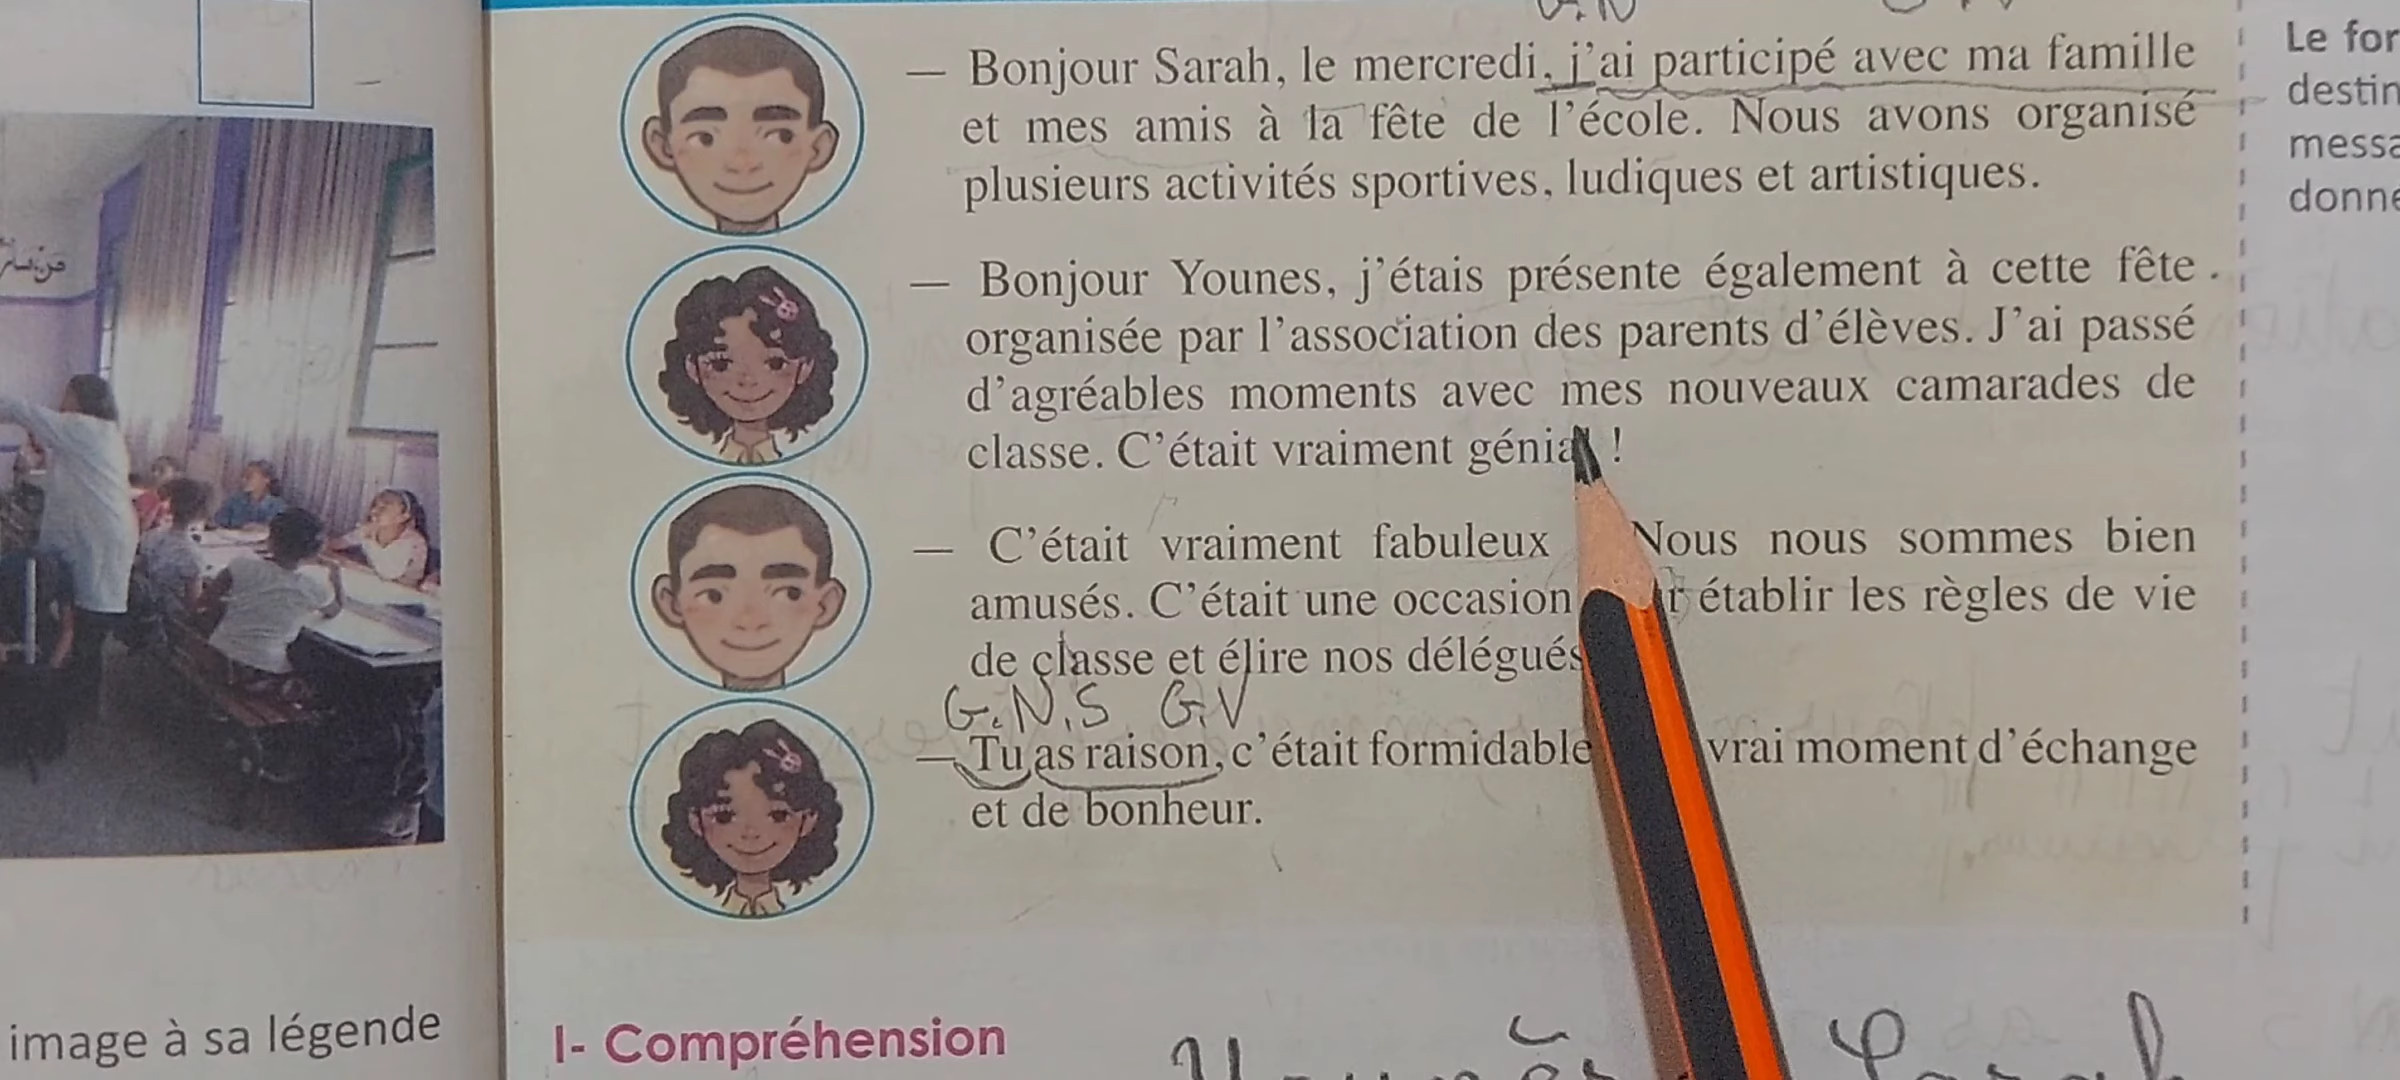 — Bonjour Sarah, le mercredi, j'ai participé avec ma famille
et mes amis à la fête de l'école. Nous avons organisé
plusieurs activités sportives, ludiques et artistiques.
— Bonjour Younes, j'étais présente également à cette fête
organisée par l'association des parents d'élèves. J'ai passé
d'agréables moments avec mes nouveaux camarades de
classe. C'était vraiment génial !
— C'était vraiment fabuleux Nous nous sommes bien
amusés. C'était une occasion établir les règles de vie
de classe et élire nos délégués
G.N.S G.V
— Tu as raison, c'était formidable vrai moment d'échange
et de bonheur.
I- Compréhension
image à sa légende
Le for
destin
messa
donné